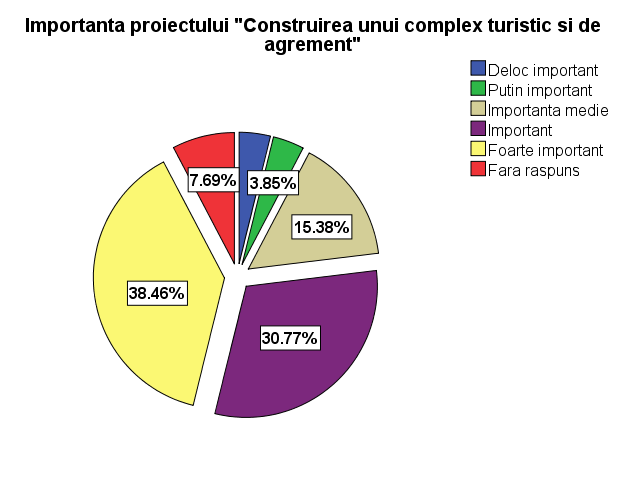 Importanta proiectului "Construirea unui complex turistic si de
agrement"
Deloc important
Putin important
Importanta medie
Important
Foarte important
Fara raspuns
7.69%
3.85%
15.38%
38.46%
30.77%